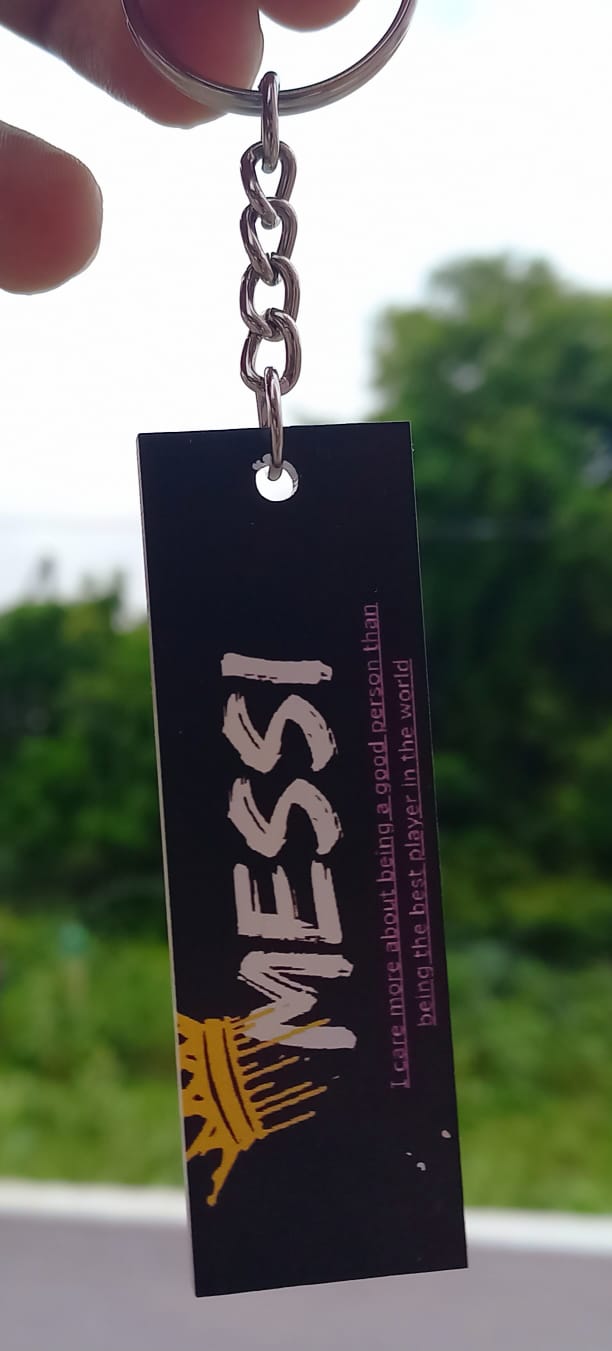 MESSI
I care more about being a good person than
being the best player in the world